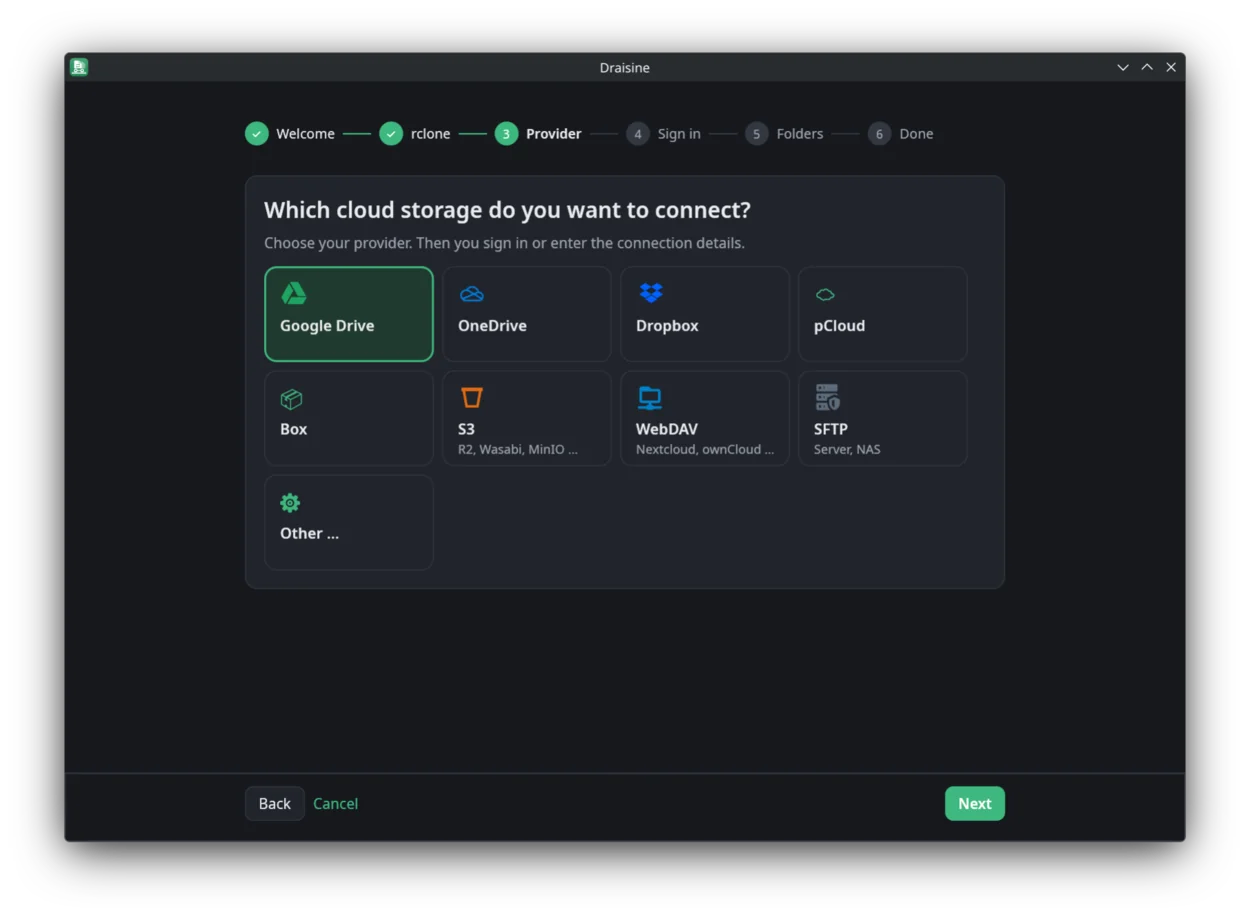 Draisine
Welcome rclone 3 Provider 4 Sign in 5 Folders 6 Done
Which cloud storage do you want to connect?
Choose your provider. Then you sign in or enter the connection details.
Google Drive OneDrive Dropbox pCloud
Box S3 WebDAV SFTP
R2, Wasabi, MinIO ... Nextcloud, ownCloud ... Server, NAS
Other ...
Back Cancel Next